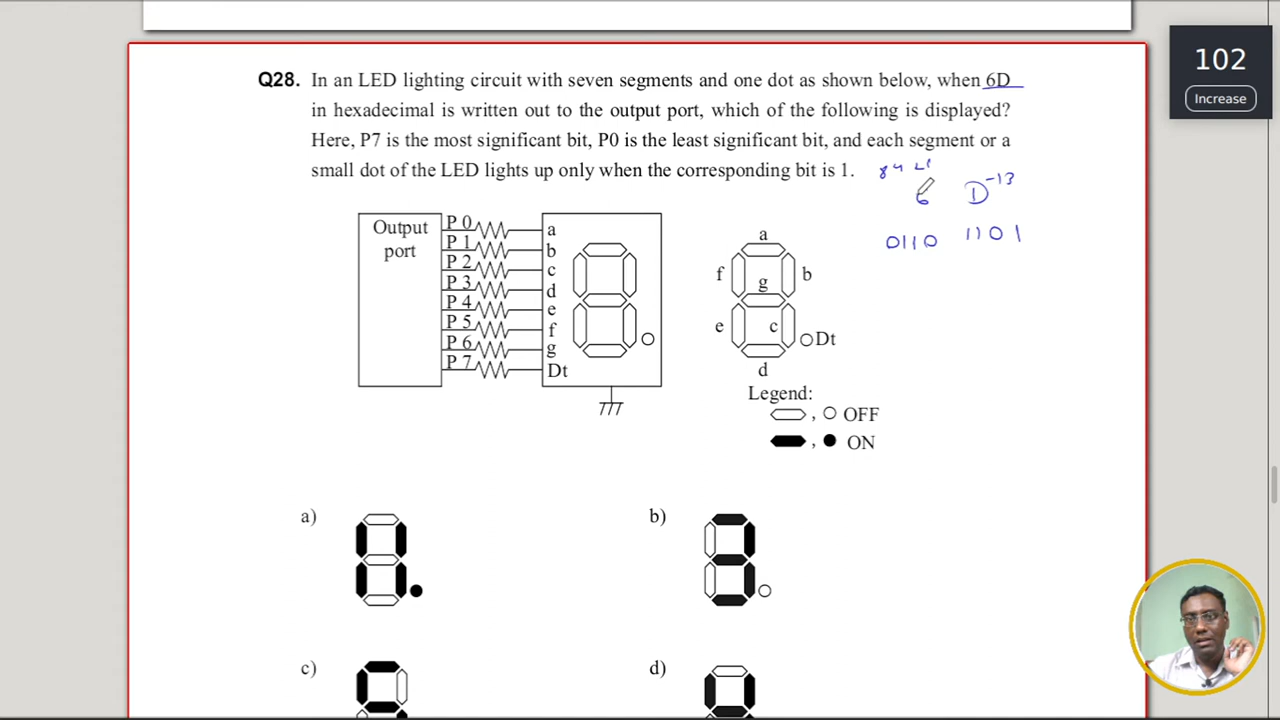 102
Increase
Q28. In an LED lighting circuit with seven segments and one dot as shown below, when 6D
in hexadecimal is written out to the output port, which of the following is displayed?
Here, P7 is the most significant bit, P0 is the least significant bit, and each segment or a
small dot of the LED lights up only when the corresponding bit is 1.
8 4 2 1
6 D -13
0110 1101
Output
port
P 0 a
P 1 b
P 2 c
P 3 d
P 4 e
P 5 f
P 6 g
P 7 Dt
a
f b
g
e c Dt
d
Legend:
, OFF
, ON
a) b)
c) d)